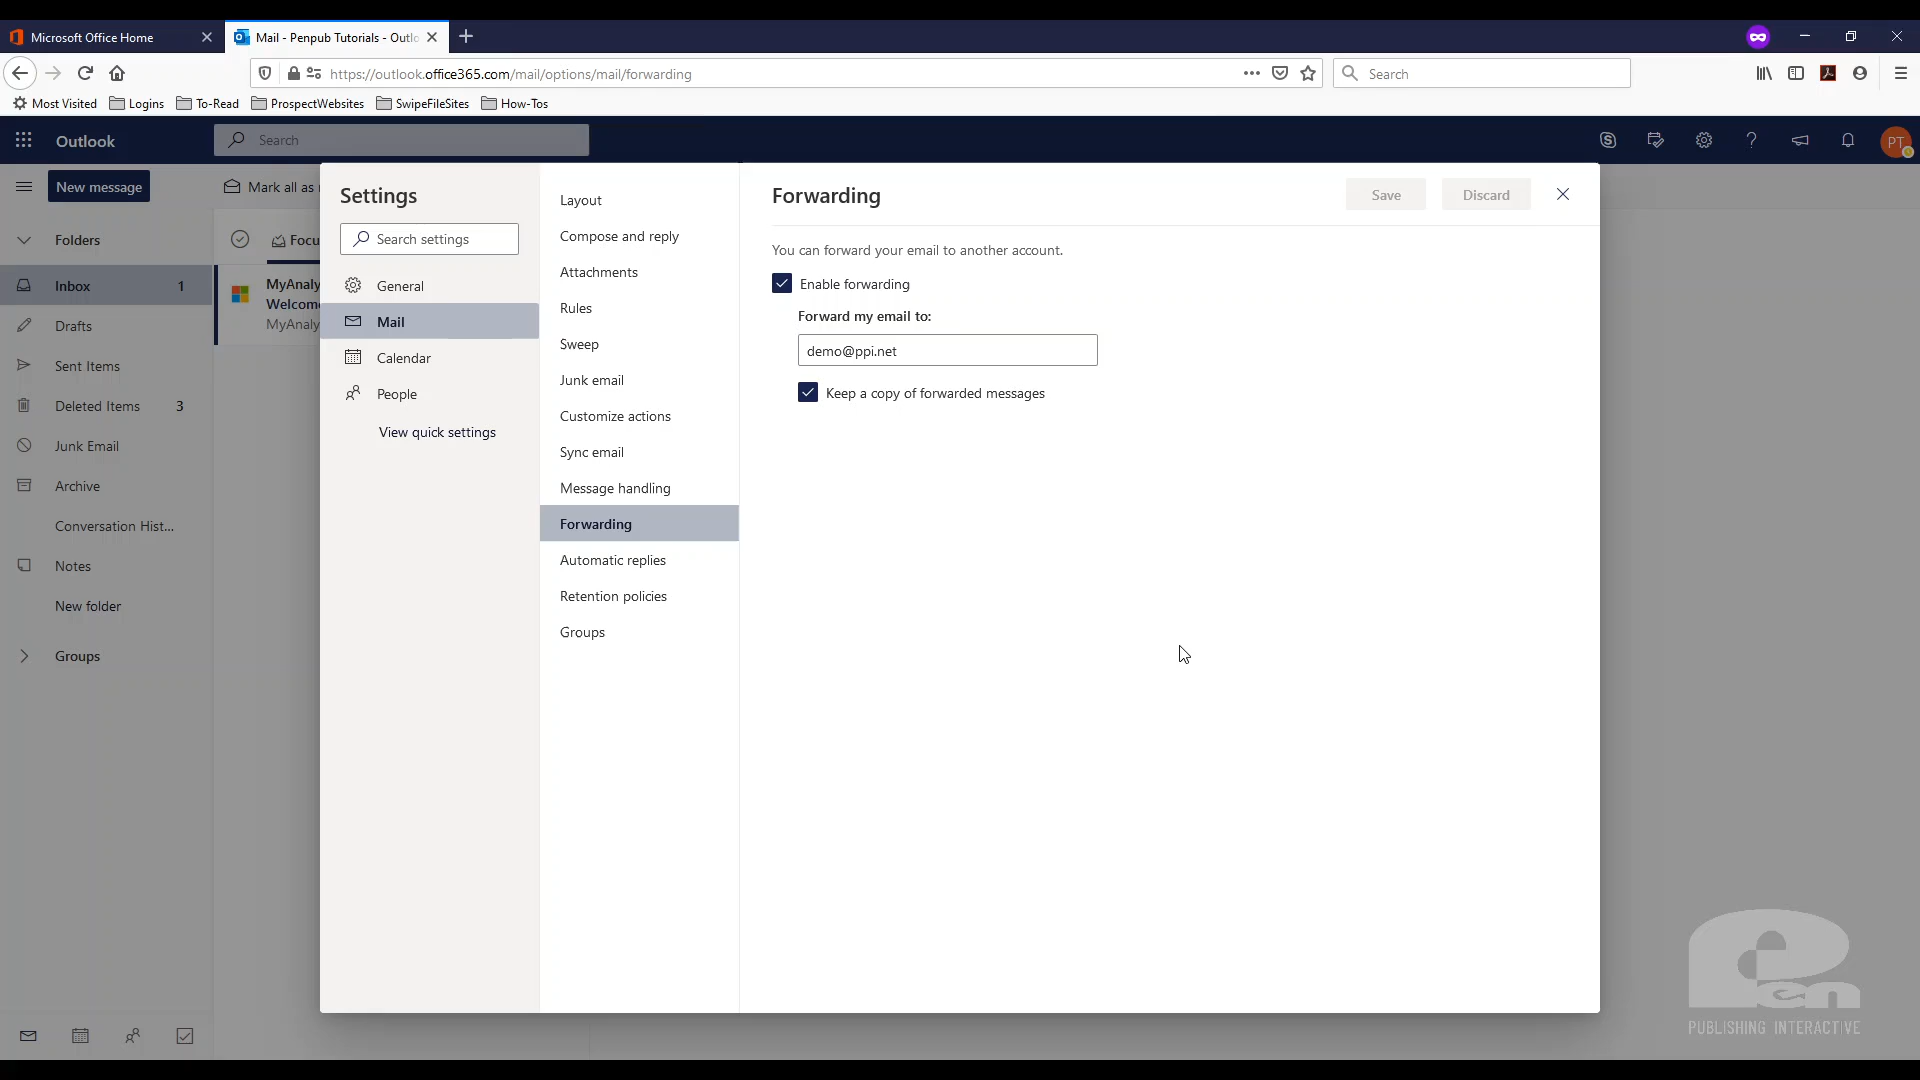 Microsoft Office Home
Mail - Penpub Tutorials - Outlo
https://outlook.office365.com/mail/options/mail/forwarding
Search
Most Visited
Logins
To-Read
ProspectWebsites
SwipeFileSites
How-Tos
Outlook
Search
PT
New message
Mark all as
Folders
Inbox 1
Drafts
Sent Items
Deleted Items 3
Junk Email
Archive
Conversation Hist...
Notes
New folder
Groups
Focu
MyAnaly
Welcom
MyAnaly
Settings
Search settings
General
Mail
Calendar
People
View quick settings
Layout
Compose and reply
Attachments
Rules
Sweep
Junk email
Customize actions
Sync email
Message handling
Forwarding
Automatic replies
Retention policies
Groups
Forwarding
Save
Discard
You can forward your email to another account.
Enable forwarding
Forward my email to:
demo@ppi.net
Keep a copy of forwarded messages
Pen
PUBLISHING INTERACTIVE